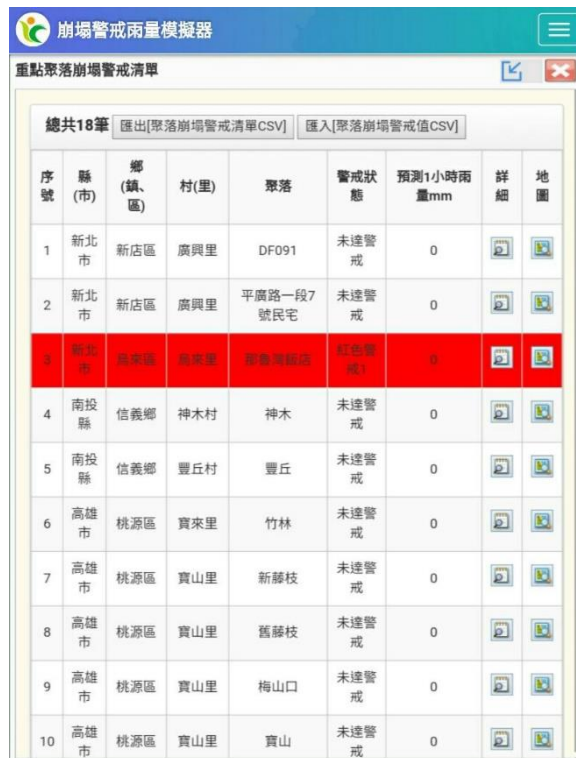 崩塌警戒雨量模擬器
重點聚落崩塌警戒清單
總共18筆 匯出[聚落崩塌警戒清單CSV] 匯入[聚落崩塌警戒值CSV]
序號 縣(市) 鄉(鎮、區) 村(里) 聚落 警戒狀態 預測1小時雨量mm 詳細 地圖
1 新北市 新店區 廣興里 DF091 未達警戒 0
2 新北市 新店區 廣興里 平廣路一段7號民宅 未達警戒 0
3 新北市 烏來區 烏來里 那魯灣飯店 紅色警戒1 0
4 南投縣 信義鄉 神木村 神木 未達警戒 0
5 南投縣 信義鄉 豐丘村 豐丘 未達警戒 0
6 高雄市 桃源區 寶來里 竹林 未達警戒 0
7 高雄市 桃源區 寶山里 新藤枝 未達警戒 0
8 高雄市 桃源區 寶山里 舊藤枝 未達警戒 0
9 高雄市 桃源區 寶山里 梅山口 未達警戒 0
10 高雄市 桃源區 寶山里 寶山 未達警戒 0